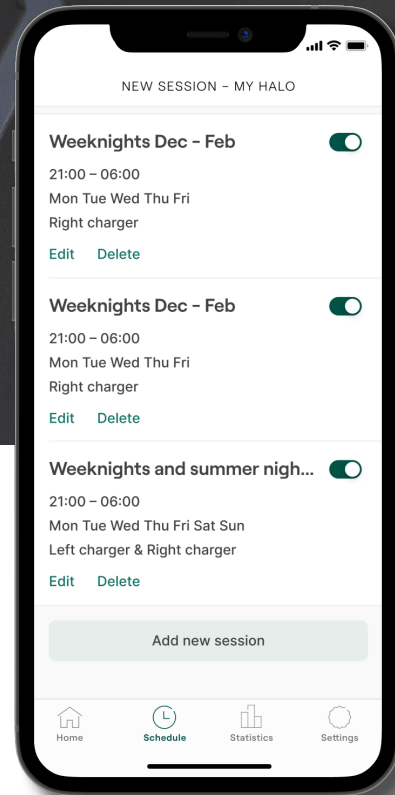 NEW SESSION – MY HALO
Weeknights Dec – Feb
21:00 – 06:00
Mon Tue Wed Thu Fri
Right charger
Edit Delete
Weeknights Dec – Feb
21:00 – 06:00
Mon Tue Wed Thu Fri
Right charger
Edit Delete
Weeknights and summer nigh...
21:00 – 06:00
Mon Tue Wed Thu Fri Sat Sun
Left charger & Right charger
Edit Delete
Add new session
Home Schedule Statistics Settings